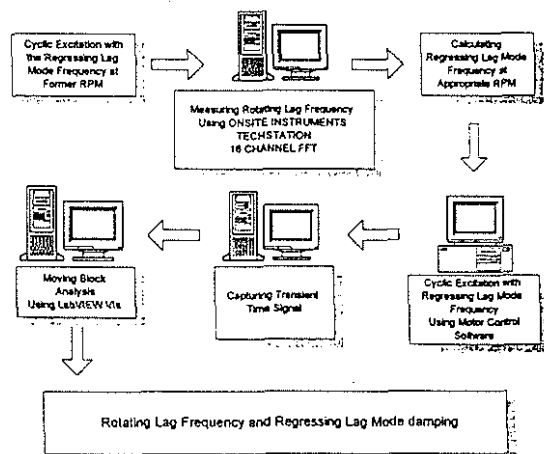 Cyclic Excitation with
the Regressing Lag
Mode Frequency at
Former RPM
Measuring Rotating Lag Frequency
Using ONSITE INSTRUMENTS
TECHSTATION
16 CHANNEL FFT
Calculating
Regressing Lag Mode
Frequency at
Appropriate RPM
Cyclic Excitation with
Regressing Lag Mode
Frequency
Using Motor Control
Software
Capturing Transient
Time Signal
Moving Block
Analysis
Using LabVIEW VIs
Rotating Lag Frequency and Regressing Lag Mode damping